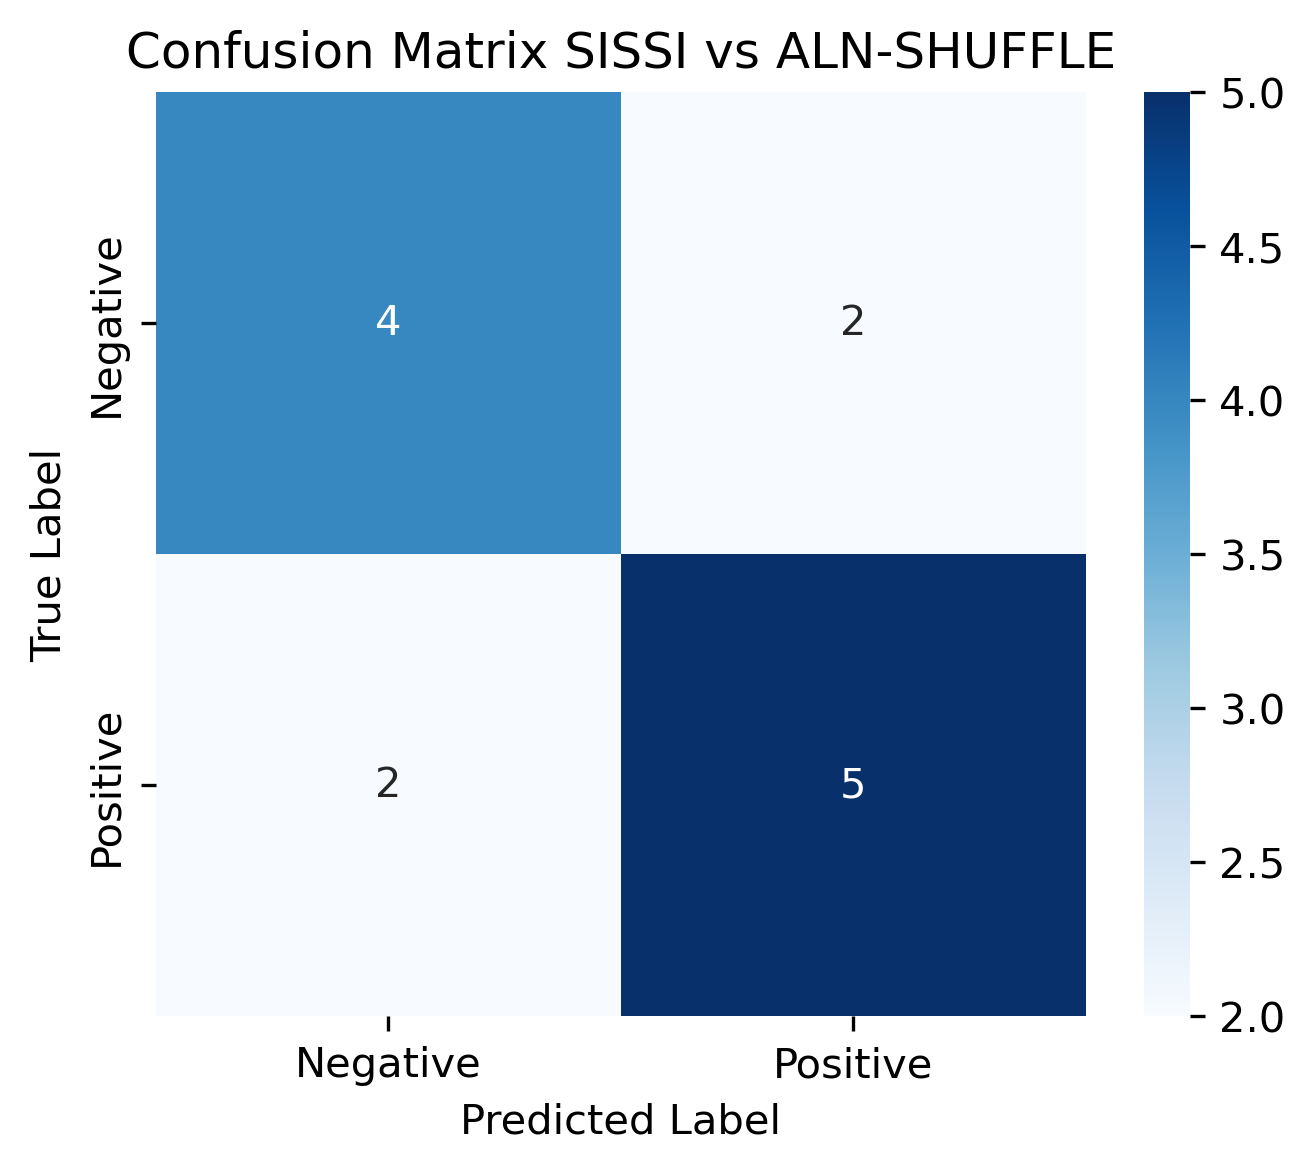 Confusion Matrix SISSI vs ALN-SHUFFLE
True Label
Negative
Positive
4
2
2
5
Negative
Positive
Predicted Label
5.0
4.5
4.0
3.5
3.0
2.5
2.0